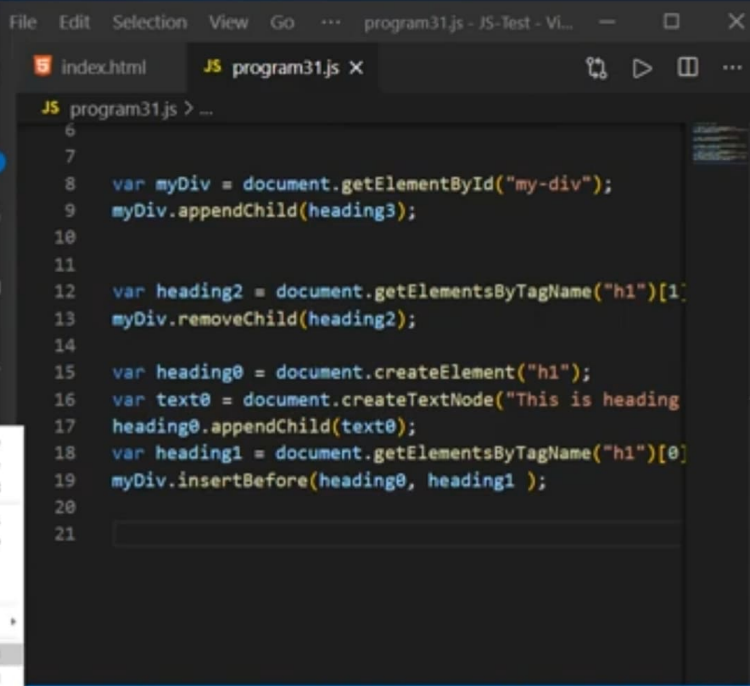 File Edit Selection View Go ··· program31.js - JS-Test - Vi...
index.html JS program31.js
JS program31.js > ...
6
7
8 var myDiv = document.getElementById("my-div");
9 myDiv.appendChild(heading3);
10
11
12 var heading2 = document.getElementsByTagName("h1")[1]
13 myDiv.removeChild(heading2);
14
15 var heading0 = document.createElement("h1");
16 var text0 = document.createTextNode("This is heading
17 heading0.appendChild(text0);
18 var heading1 = document.getElementsByTagName("h1")[0]
19 myDiv.insertBefore(heading0, heading1 );
20
21